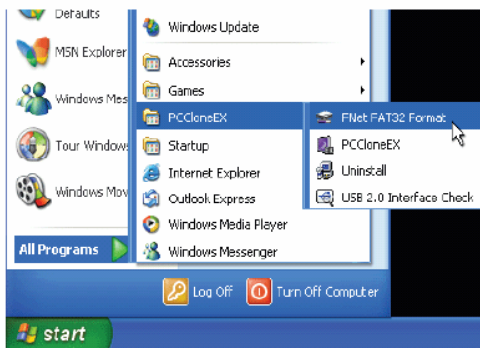 Defaults
MSN Explorer
Windows Mes
Tour Window
Windows Mov
All Programs
Windows Update
Accessories
Games
PCCloneEX
Startup
Internet Explorer
Outlook Express
Windows Media Player
Windows Messenger
FNet FAT32 Format
PCCloneEX
Uninstall
USB 2.0 Interface Check
Log Off
Turn Off Computer
start